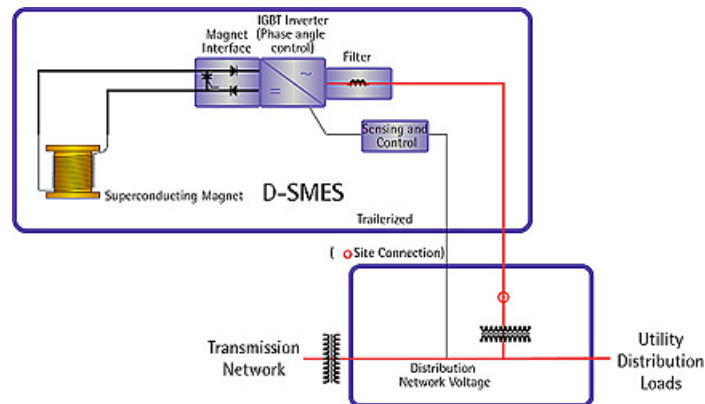 IGBT Inverter
(Phase angle
control)
Magnet
Interface
Filter
~
=
Sensing and
Control
Superconducting Magnet
D-SMES
Trailerized
( Site Connection)
Transmission
Network
Distribution
Network Voltage
Utility
Distribution
Loads